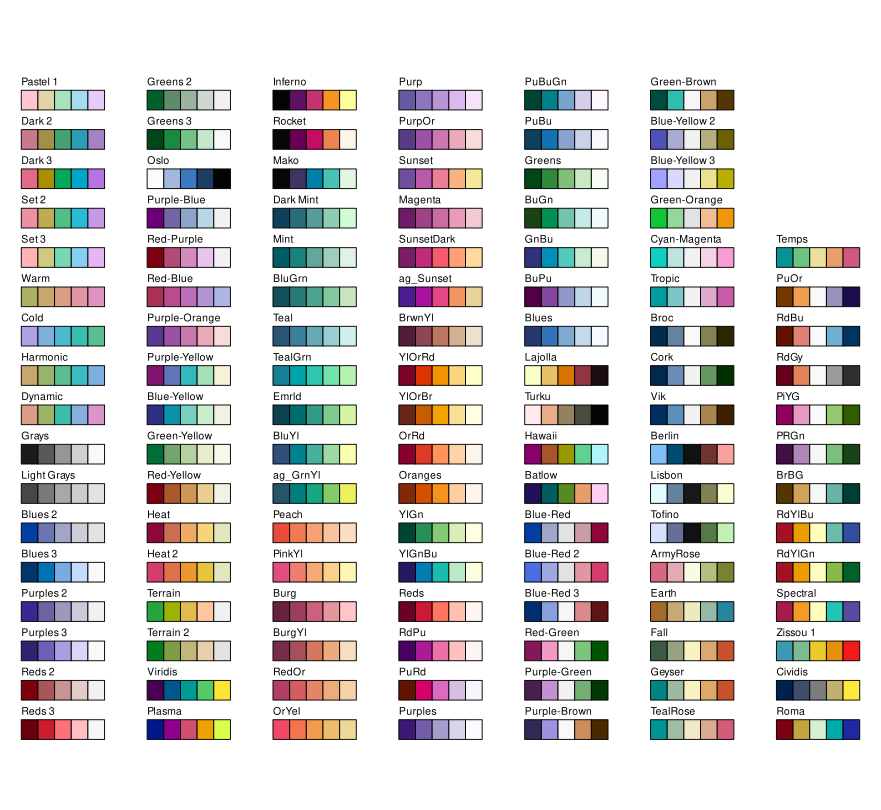 Pastel 1
Dark 2
Dark 3
Set 2
Set 3
Warm
Cold
Harmonic
Dynamic
Grays
Light Grays
Blues 2
Blues 3
Purples 2
Purples 3
Reds 2
Reds 3
Greens 2
Greens 3
Oslo
Purple-Blue
Red-Purple
Red-Blue
Purple-Orange
Purple-Yellow
Blue-Yellow
Green-Yellow
Red-Yellow
Heat
Heat 2
Terrain
Terrain 2
Viridis
Plasma
Inferno
Rocket
Mako
Dark Mint
Mint
BluGrn
Teal
TealGrn
Emrld
BluYl
ag_GrnYl
Peach
PinkYl
Burg
BurgYl
RedOr
OrYel
Purp
PurpOr
Sunset
Magenta
SunsetDark
ag_Sunset
BrwnYl
YlOrRd
YlOrBr
OrRd
Oranges
YlGn
YlGnBu
Reds
RdPu
PuRd
Purples
PuBuGn
PuBu
Greens
BuGn
GnBu
BuPu
Blues
Lajolla
Turku
Hawaii
Batlow
Blue-Red
Blue-Red 2
Blue-Red 3
Red-Green
Purple-Green
Purple-Brown
Green-Brown
Blue-Yellow 2
Blue-Yellow 3
Green-Orange
Cyan-Magenta
Tropic
Broc
Cork
Vik
Berlin
Lisbon
Tofino
ArmyRose
Earth
Fall
Geyser
TealRose
Temps
PuOr
RdBu
RdGy
PiYG
PRGn
BrBG
RdYlBu
RdYlGn
Spectral
Zissou 1
Cividis
Roma